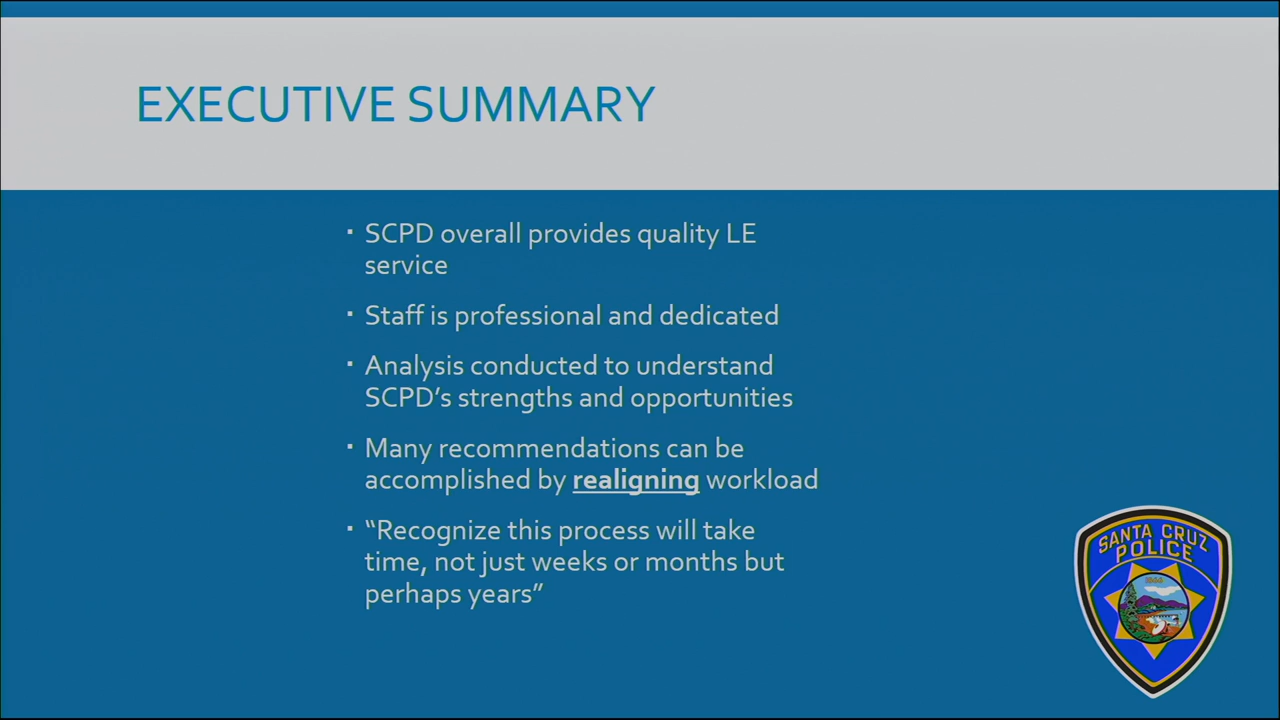 EXECUTIVE SUMMARY
▪ SCPD overall provides quality LE
service
▪ Staff is professional and dedicated
▪ Analysis conducted to understand
SCPD’s strengths and opportunities
▪ Many recommendations can be
accomplished by realigning workload
▪ “Recognize this process will take
time, not just weeks or months but
perhaps years”
SANTA CRUZ
POLICE